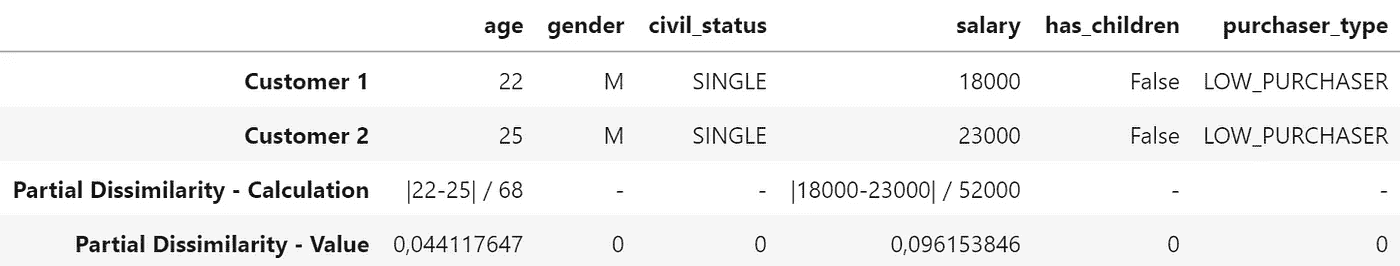 age gender civil_status salary has_children purchaser_type
Customer 1 22 M SINGLE 18000 False LOW_PURCHASER
Customer 2 25 M SINGLE 23000 False LOW_PURCHASER
Partial Dissimilarity - Calculation |22-25| / 68 - - |18000-23000| / 52000 - -
Partial Dissimilarity - Value 0,044117647 0 0 0,096153846 0 0